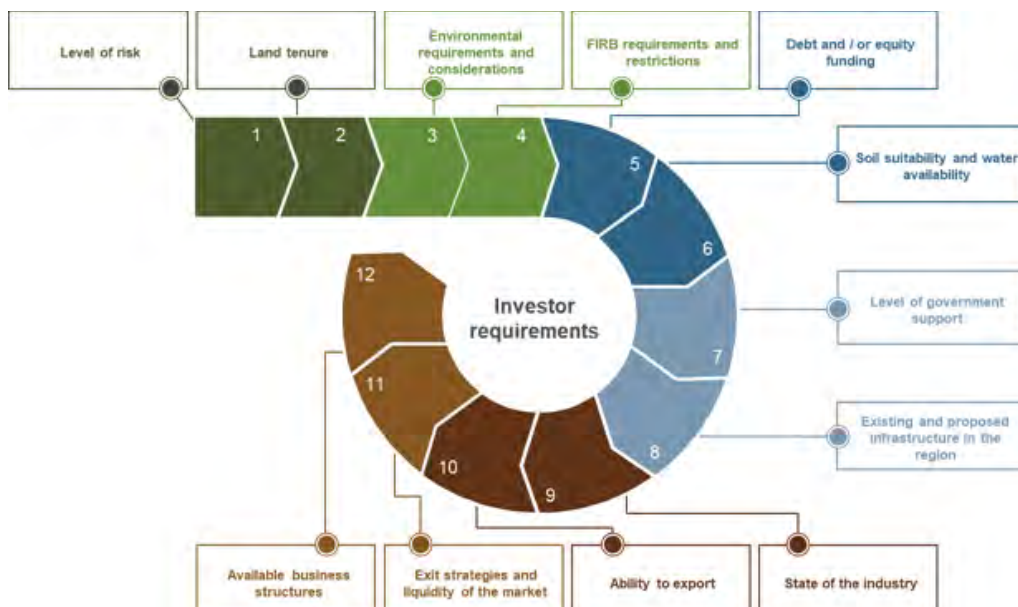 Level of risk
Land tenure
Environmental
requirements and
considerations
FIRB requirements and
restrictions
Debt and / or equity
funding
1
2
3
4
5
Soil suitability and water
availability
6
12
Investor
requirements
Level of government
support
7
11
Existing and proposed
infrastructure in the
region
8
10
9
Available business
structures
Exit strategies and
liquidity of the market
Ability to export
State of the industry